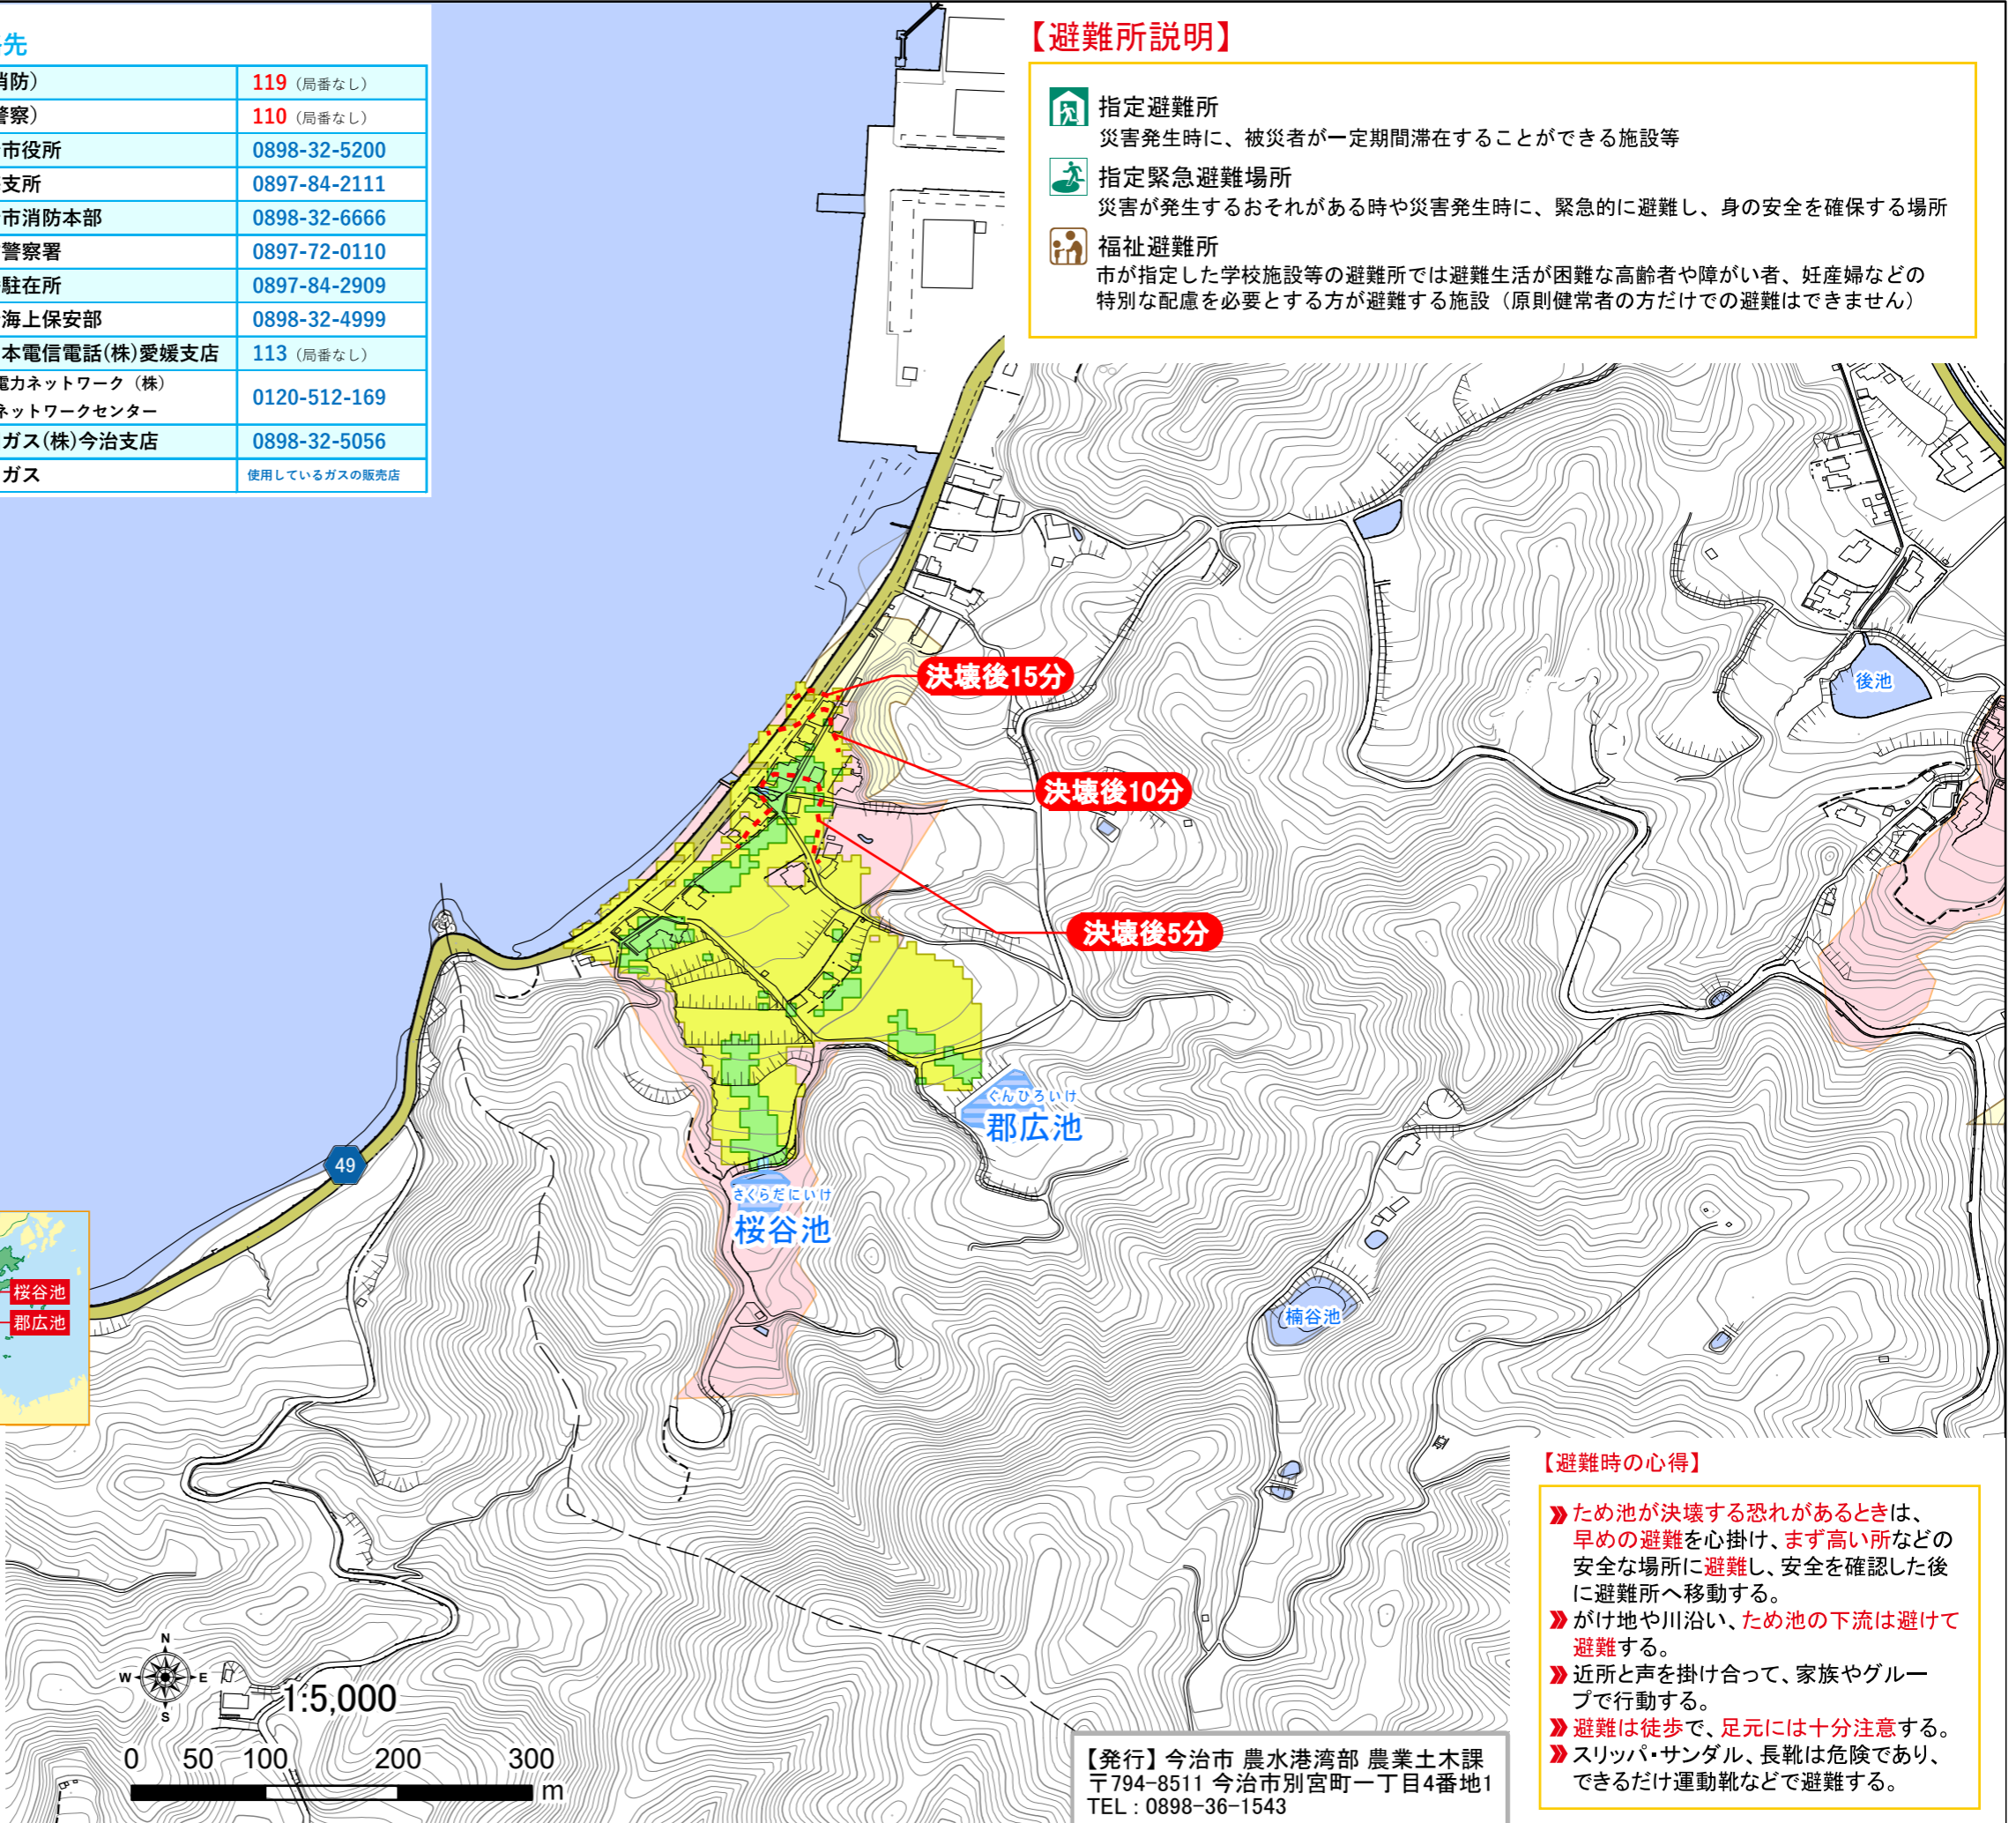 先
消防） 119（局番なし）
警察） 110（局番なし）
市役所 0898-32-5200
支所 0897-84-2111
市消防本部 0898-32-6666
警察署 0897-72-0110
駐在所 0897-84-2909
海上保安部 0898-32-4999
本電信電話(株)愛媛支店 113（局番なし）
電力ネットワーク（株）
ネットワークセンター 0120-512-169
ガス(株)今治支店 0898-32-5056
ガス 使用しているガスの販売店
【避難所説明】
指定避難所
災害発生時に、被災者が一定期間滞在することができる施設等
指定緊急避難場所
災害が発生するおそれがある時や災害発生時に、緊急的に避難し、身の安全を確保する場所
福祉避難所
市が指定した学校施設等の避難所では避難生活が困難な高齢者や障がい者、妊産婦などの
特別な配慮を必要とする方が避難する施設（原則健常者の方だけでの避難はできません）
決壊後15分
後池
決壊後10分
決壊後5分
ぐんひろいけ
郡広池
49
さくらだにいけ
桜谷池
桜谷池
郡広池
楠谷池
【避難時の心得】
ため池が決壊する恐れがあるときは、
早めの避難を心掛け、まず高い所などの
安全な場所に避難し、安全を確認した後
に避難所へ移動する。
がけ地や川沿い、ため池の下流は避けて
避難する。
近所と声を掛け合って、家族やグルー
プで行動する。
避難は徒歩で、足元には十分注意する。
スリッパ・サンダル、長靴は危険であり、
できるだけ運動靴などで避難する。
N
W E
S
1:5,000
0 50 100 200 300
m
【発行】今治市 農水港湾部 農業土木課
〒794-8511 今治市別宮町一丁目4番地1
TEL：0898-36-1543